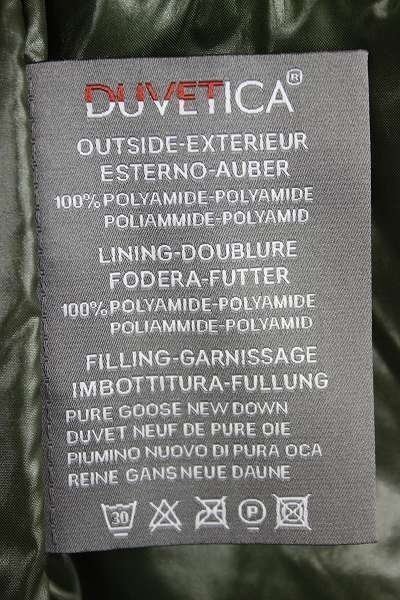 DUVETICA®
OUTSIDE-EXTERIEUR
ESTERNO-AUBER
100% POLYAMIDE-POLYAMIDE
POLIAMMIDE-POLYAMID
LINING-DOUBLURE
FODERA-FUTTER
100% POLYAMIDE-POLYAMIDE
POLIAMMIDE-POLYAMID
FILLING-GARNISSAGE
IMBOTTITURA-FULLUNG
PURE GOOSE NEW DOWN
DUVET NEUF DE PURE OIE
PIUMINO NUOVO DI PURA OCA
REINE GANS NEUE DAUNE
30 P